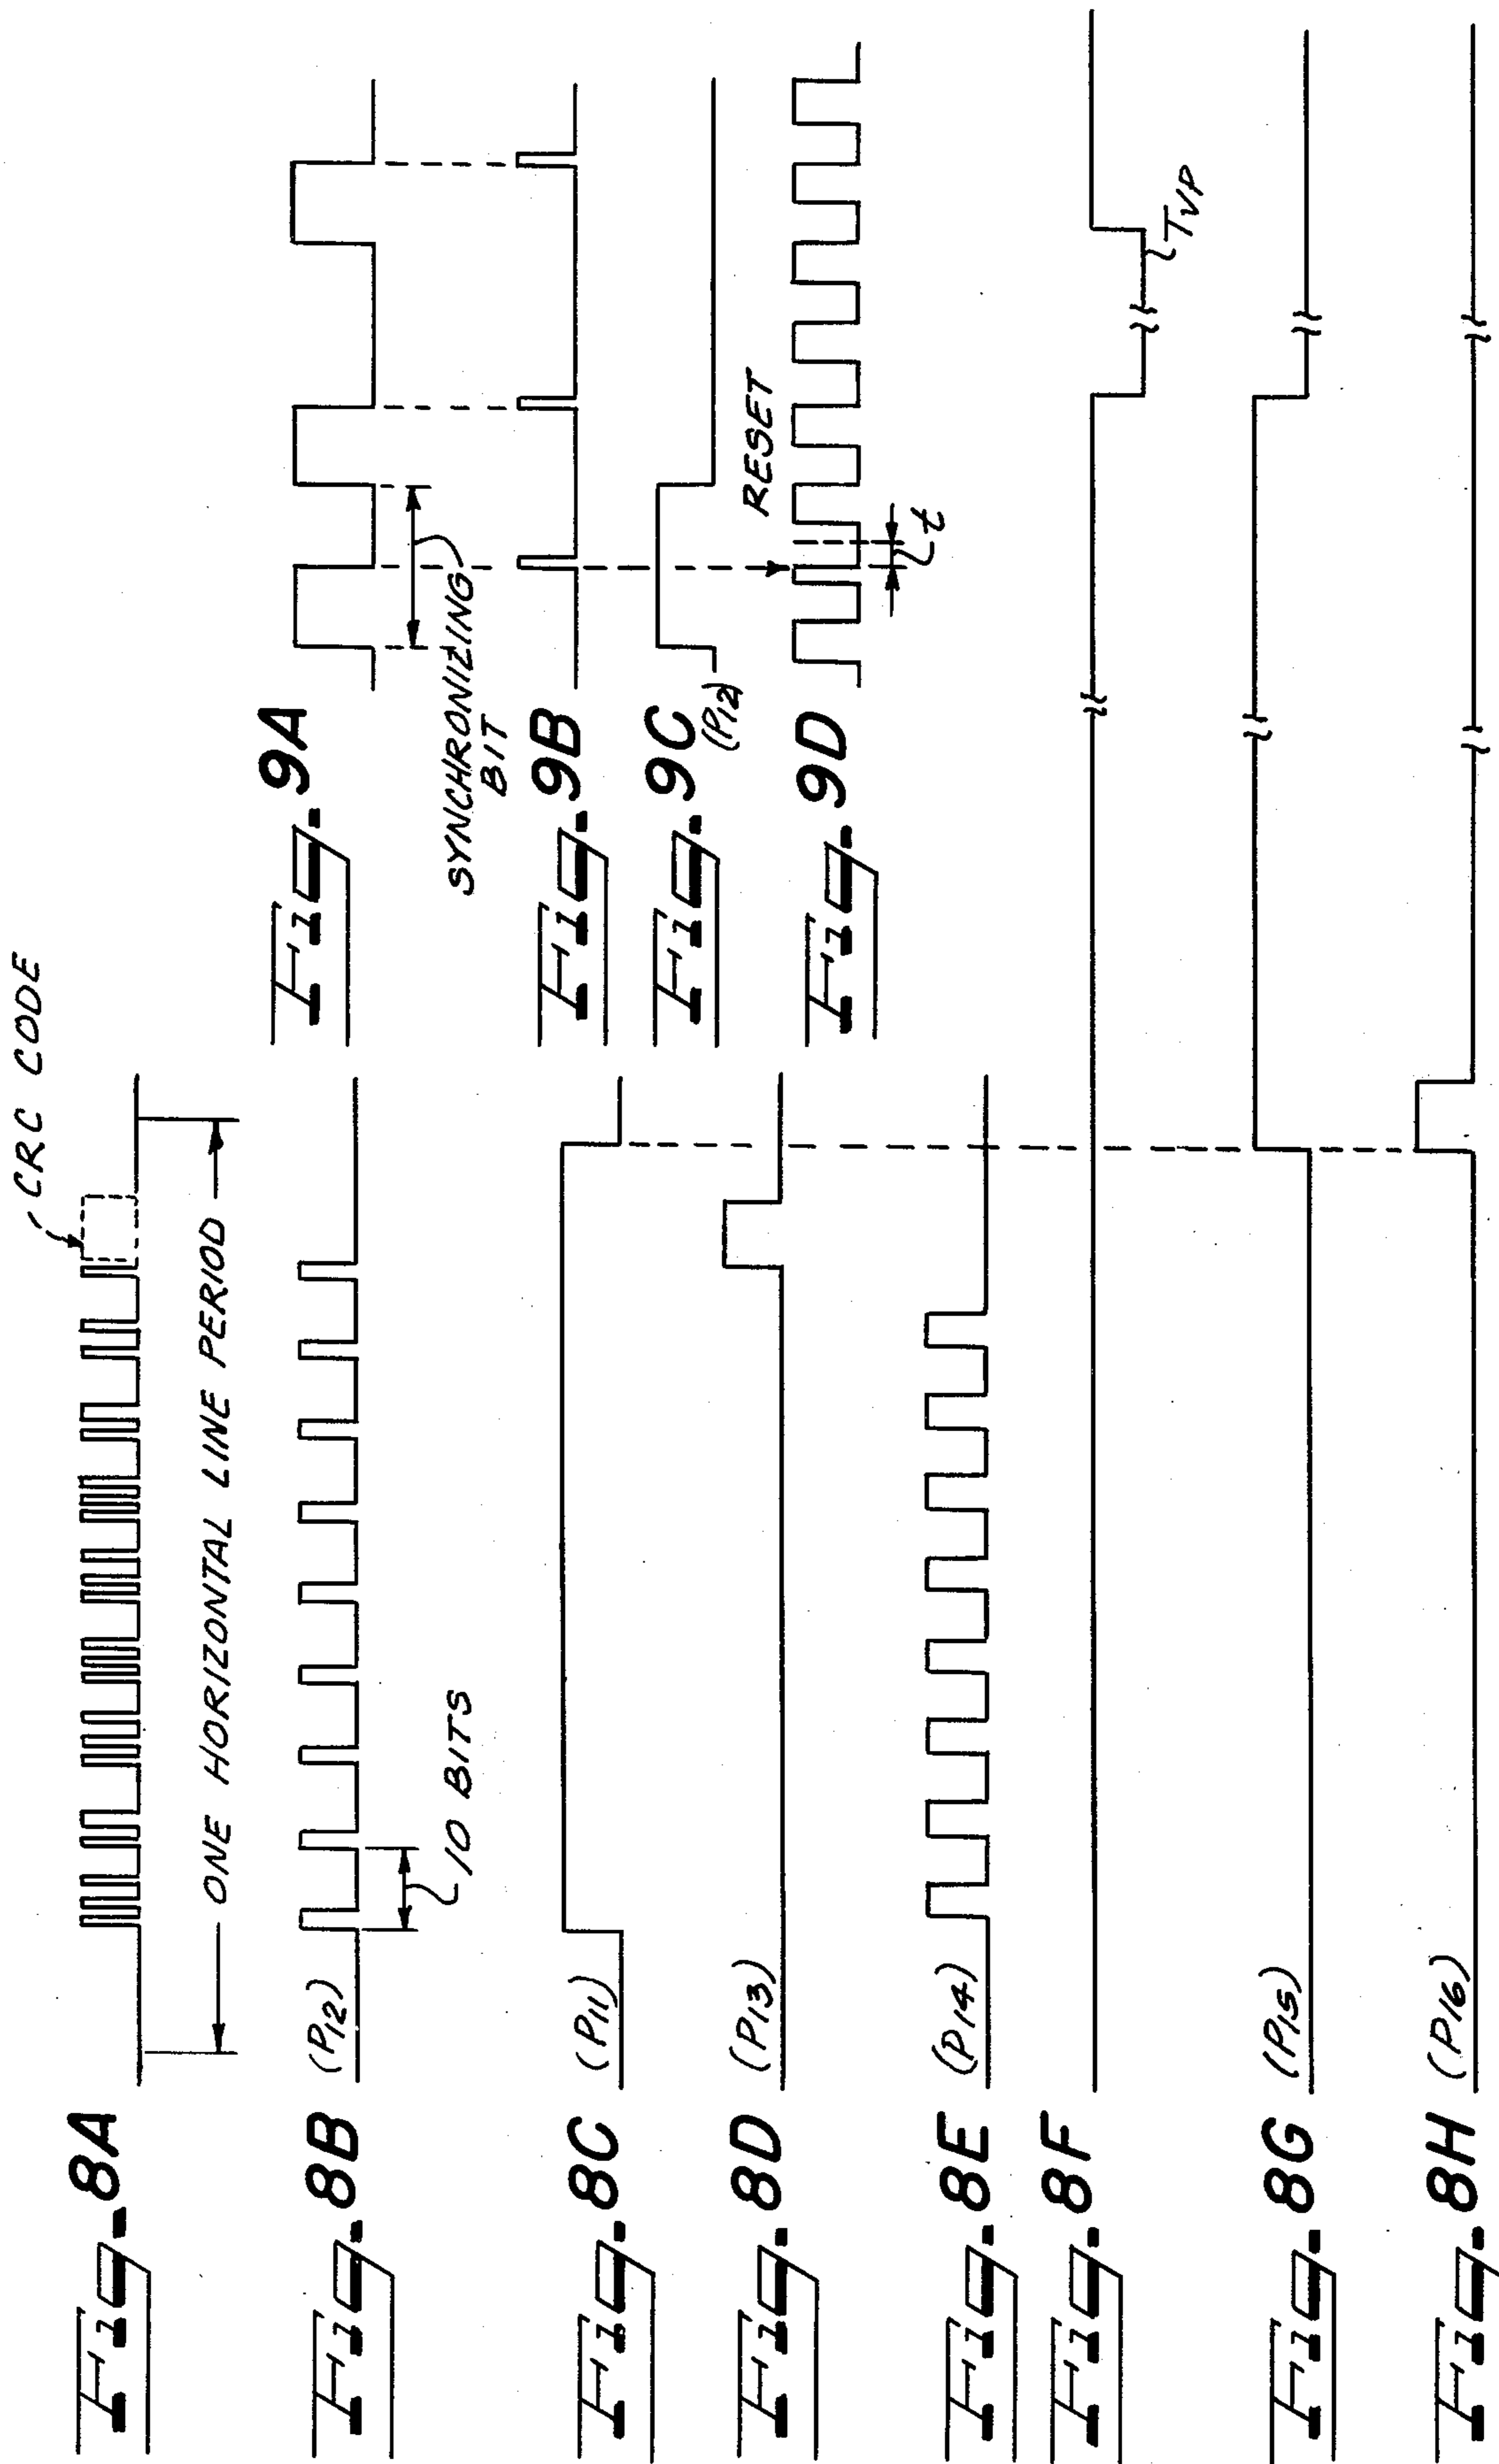 Fig. 8A
CRC CODE
ONE HORIZONTAL LINE PERIOD
Fig. 8B
(P12)
10 BITS
Fig. 8C
(P11)
Fig. 8D
(P13)
Fig. 8E
(P14)
Fig. 8F
TVP
Fig. 8G
(P15)
Fig. 8H
(P16)
Fig. 9A
SYNCHRONIZING
BIT
Fig. 9B
Fig. 9C
(P12)
Fig. 9D
RESET
t